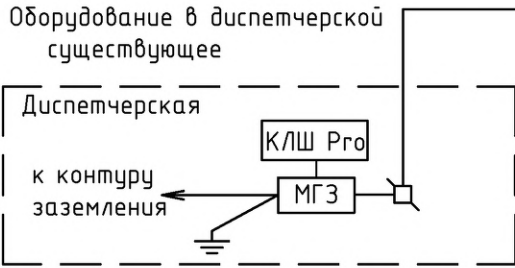 Оборудование в диспетчерской
существующее
Диспетчерская
КЛШ Pro
к контуру
заземления
МГЗ